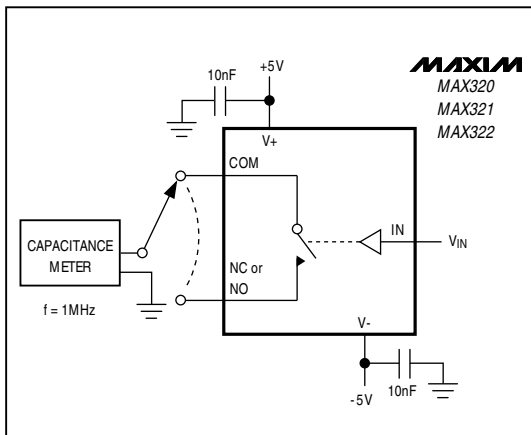 MAXIM
MAX320
MAX321
MAX322
+5V
10nF
V+
COM
IN
VIN
CAPACITANCE
METER
NC or
NO
f = 1MHz
V-
10nF
-5V